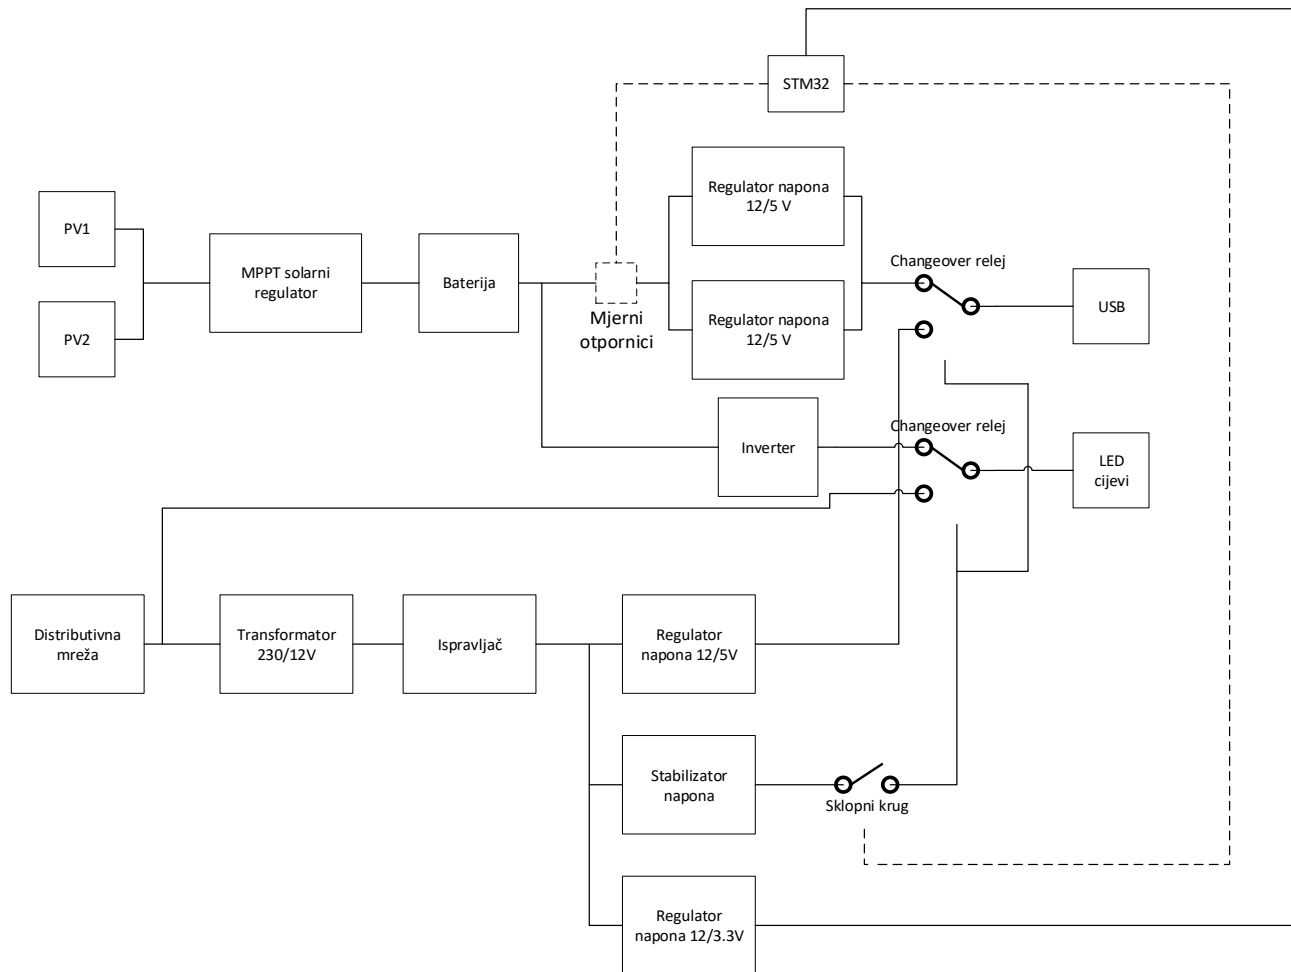 STM32
Regulator napona
12/5 V
PV1
MPPT solarni
regulator
Baterija
Changeover relej
USB
PV2
Mjerni
otpornici
Regulator napona
12/5 V
Inverter
Changeover relej
LED
cijevi
Distributivna
mreža
Transformator
230/12V
Ispravljač
Regulator
napona 12/5V
Stabilizator
napona
Sklopni krug
Regulator
napona 12/3.3V